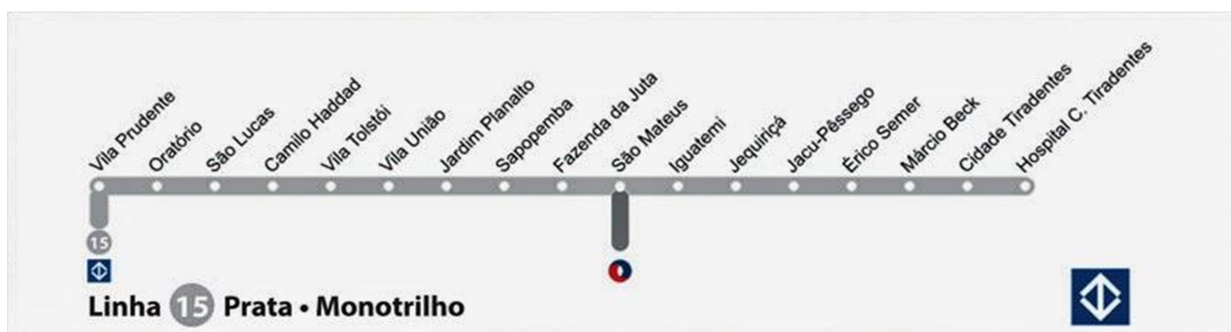 Vila Prudente
Oratório
São Lucas
Camilo Haddad
Vila Tolstói
Vila União
Jardim Planalto
Sapopemba
Fazenda da Juta
São Mateus
Iguatemi
Jequiriçá
Jacu-Pêssego
Érico Semer
Márcio Beck
Cidade Tiradentes
Hospital C. Tiradentes
15
Linha 15 Prata • Monotrilho